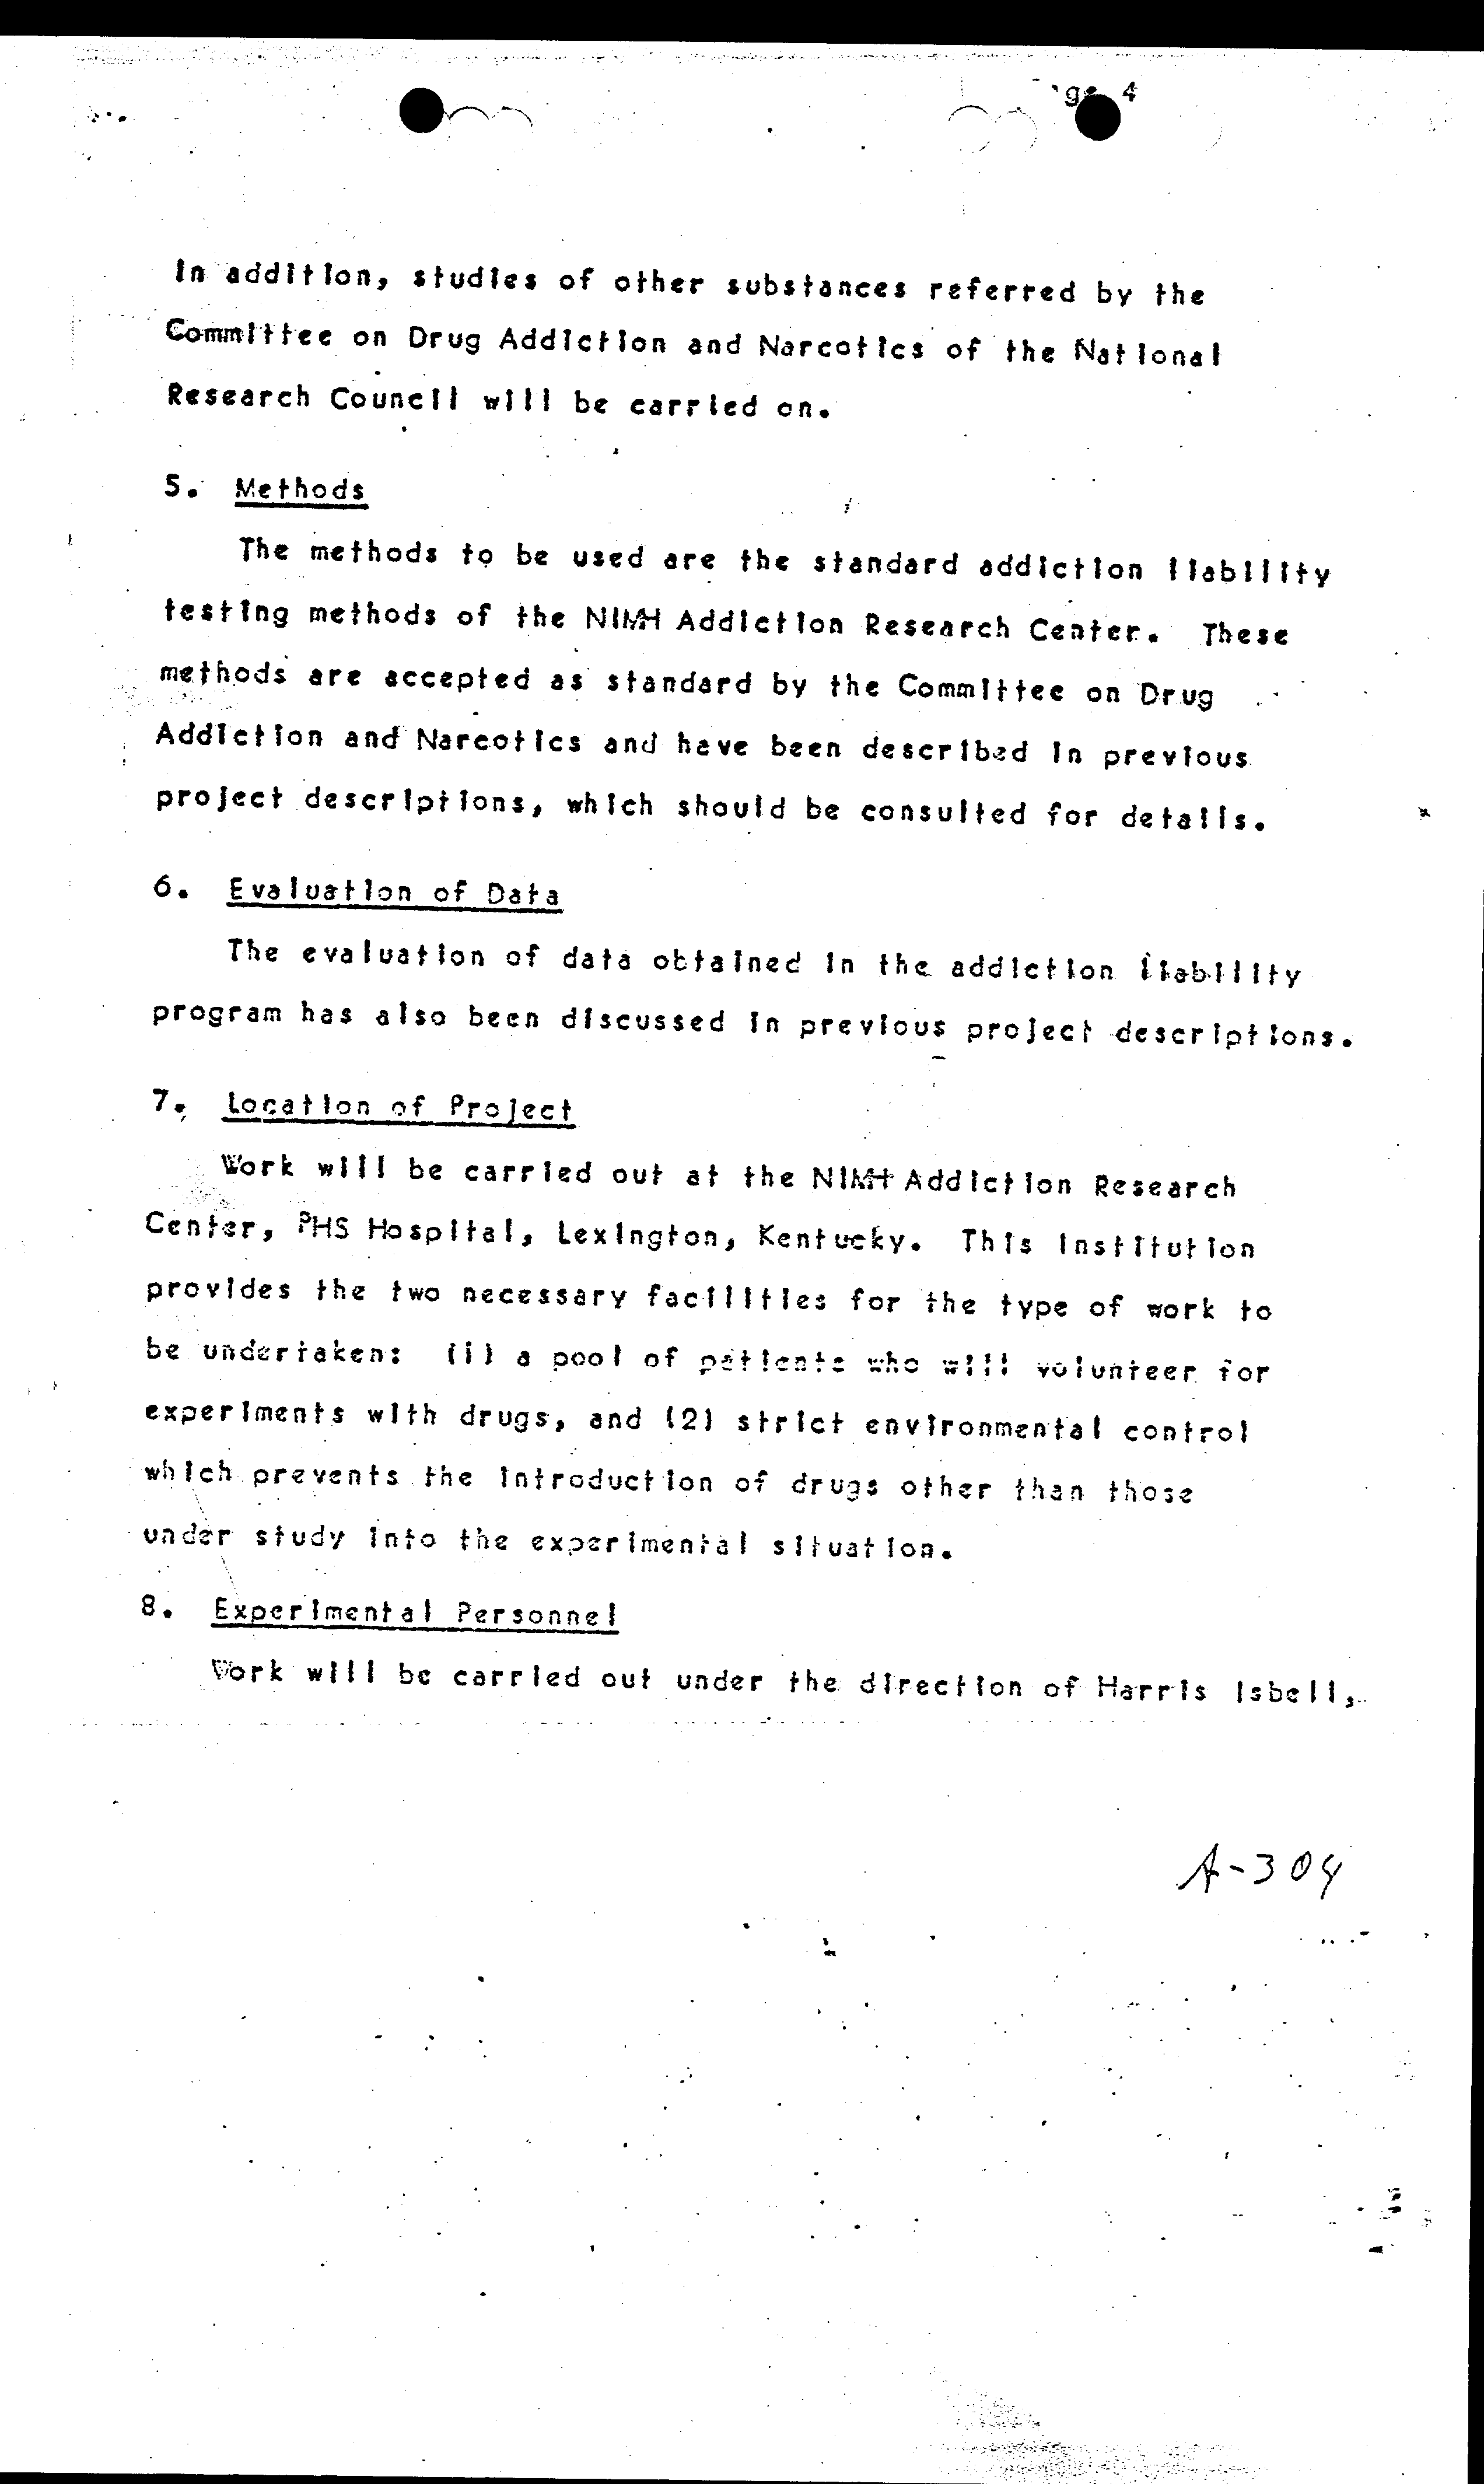 4
In addition, studies of other substances referred by the
Committee on Drug Addiction and Narcotics of the National
Research Council will be carried on.
5. Methods
The methods to be used are the standard addiction liability
testing methods of the NIMH Addiction Research Center. These
methods are accepted as standard by the Committee on Drug
Addiction and Narcotics and have been described in previous
project descriptions, which should be consulted for details.
6. Evaluation of Data
The evaluation of data obtained in the addiction liability
program has also been discussed in previous project descriptions.
7. Location of Project
Work will be carried out at the NIMH Addiction Research
Center, PHS Hospital, Lexington, Kentucky. This institution
provides the two necessary facilities for the type of work to
be undertaken: (1) a pool of patients who will volunteer for
experiments with drugs, and (2) strict environmental control
which prevents the introduction of drugs other than those
under study into the experimental situation.
8. Experimental Personnel
Work will be carried out under the direction of Harris Isbell,
A-304